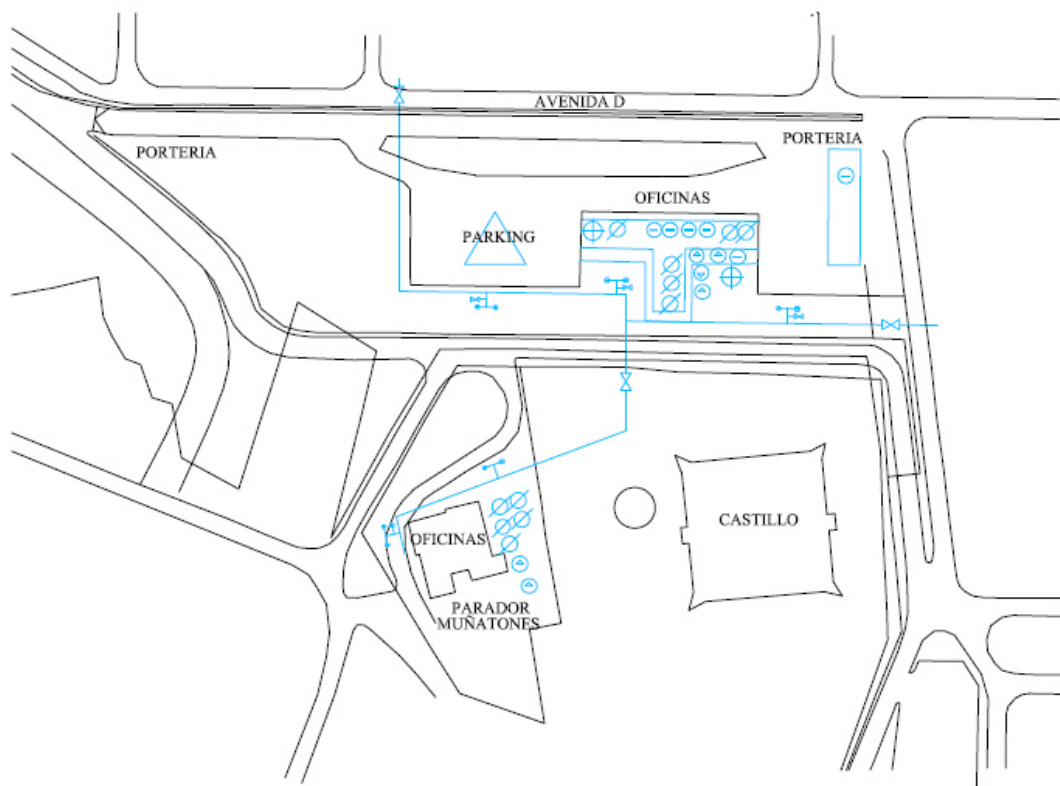 AVENIDA D
PORTERIA
PORTERIA
OFICINAS
PARKING
CASTILLO
OFICINAS
PARADOR
MUÑATONES